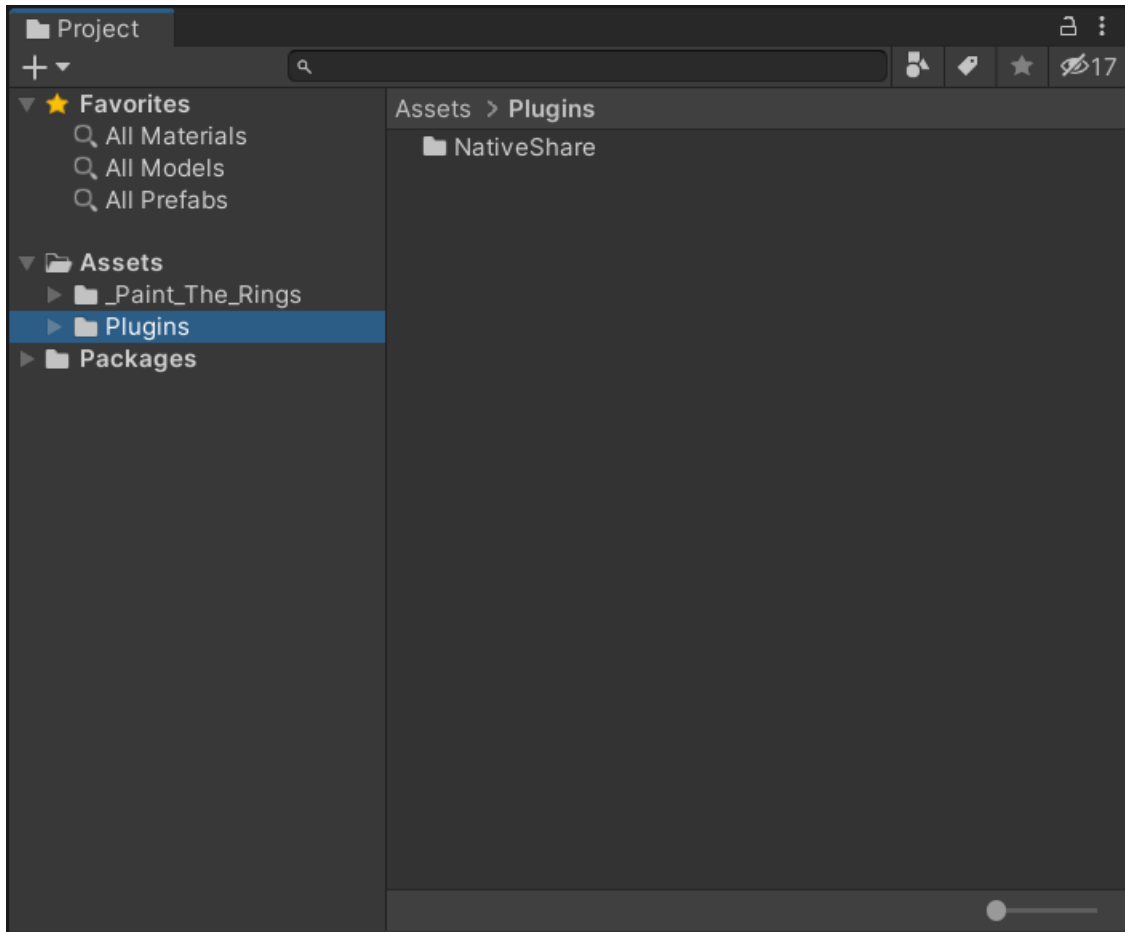 Project
17
Favorites
All Materials
All Models
All Prefabs
Assets
_Paint_The_Rings
Plugins
Packages
Assets > Plugins
NativeShare